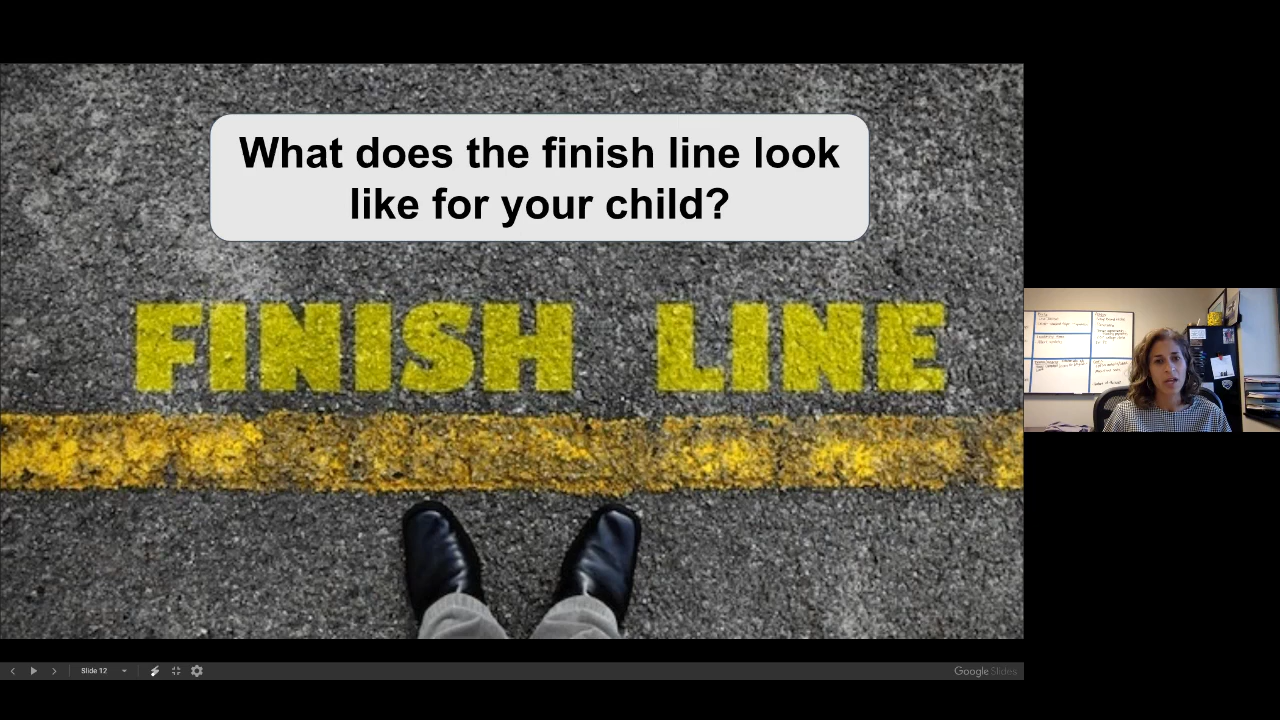 What does the finish line look
like for your child?
FINISH LINE
Slide 12
Google Slides